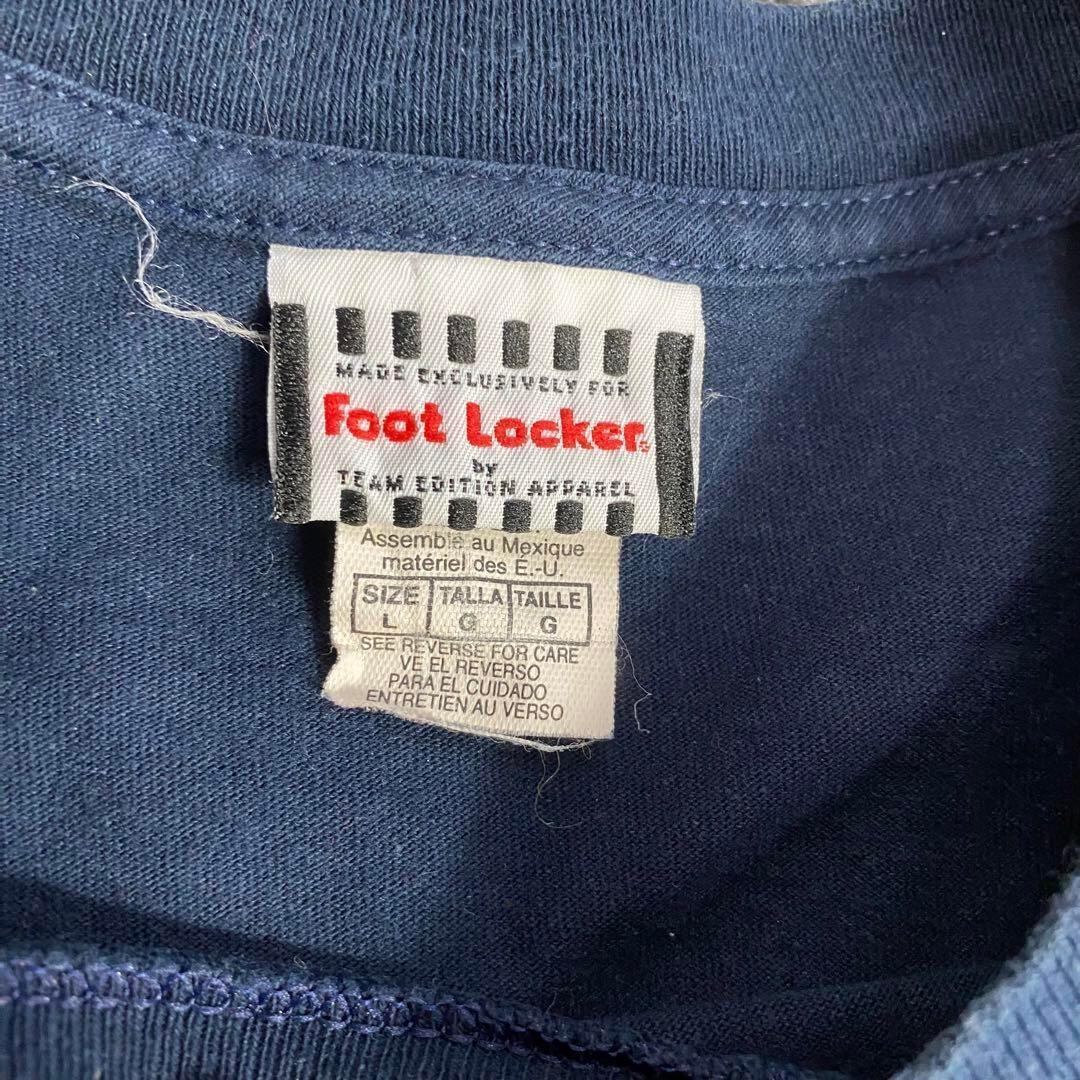 MADE EXCLUSIVELY FOR
Foot Locker®
by
TEAM EDITION APPAREL
Assemblé au Mexique
matériel des É.-U.
SIZE TALLA TAILLE
L G G
SEE REVERSE FOR CARE
VE EL REVERSO
PARA EL CUIDADO
ENTRETIEN AU VERSO